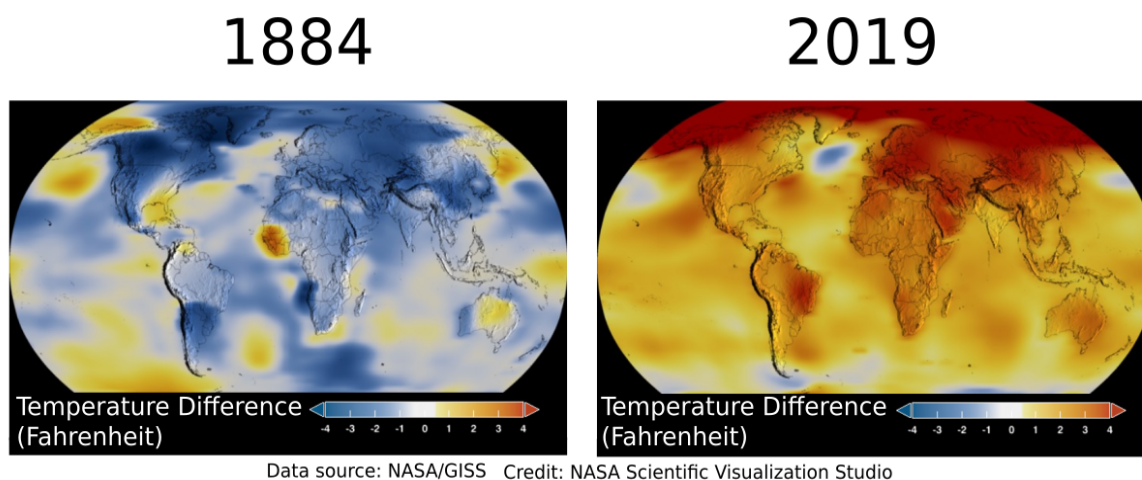 1884
2019
Temperature Difference
(Fahrenheit)
-4 -3 -2 -1 0 1 2 3 4
Temperature Difference
(Fahrenheit)
-4 -3 -2 -1 0 1 2 3 4
Data source: NASA/GISS Credit: NASA Scientific Visualization Studio